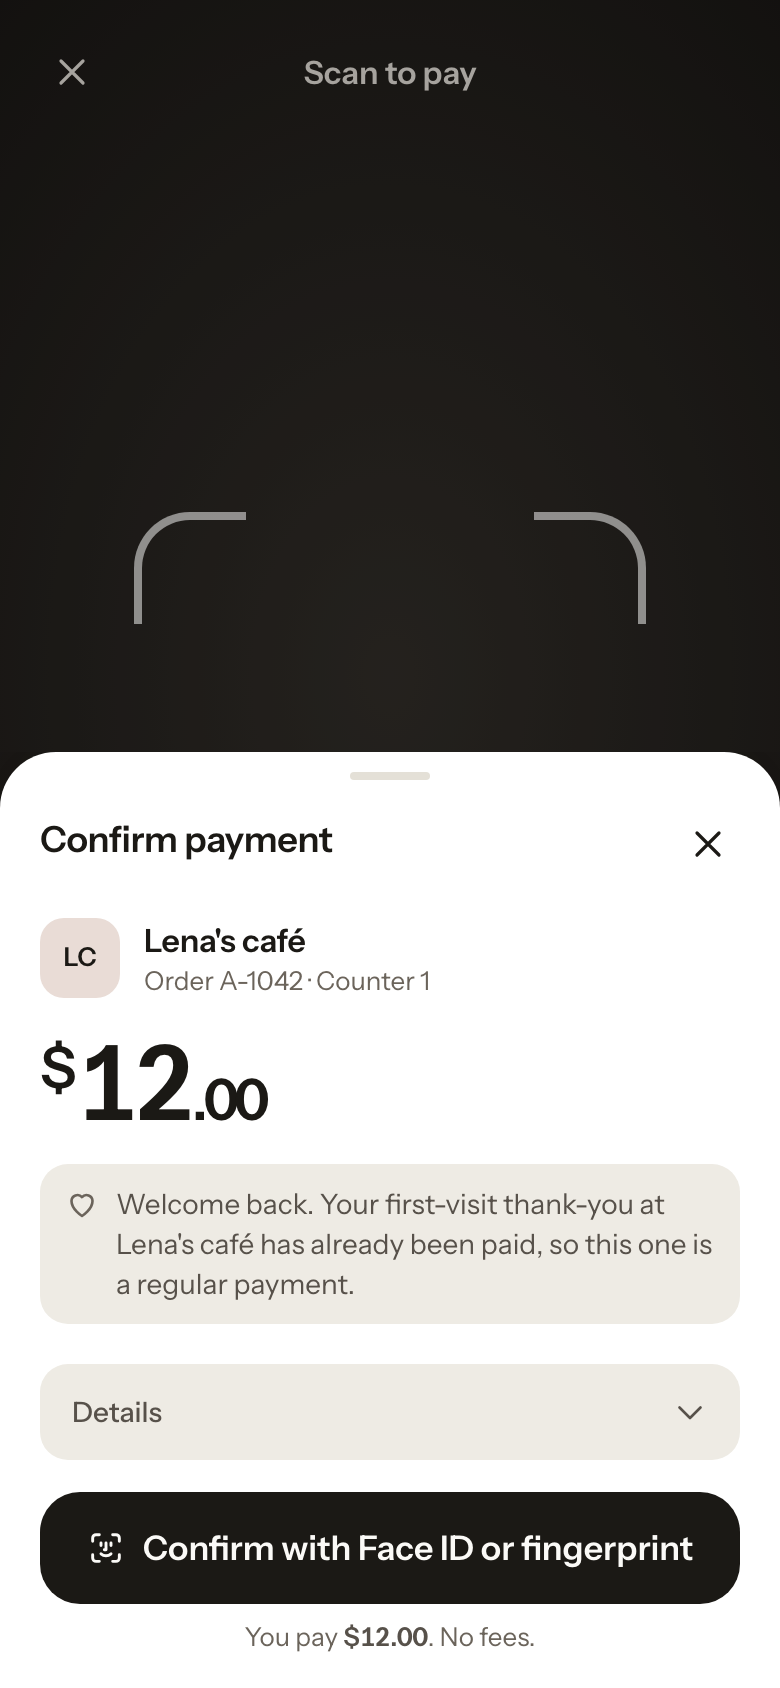 Scan to pay
Confirm payment
LC
Lena's café
Order A-1042 · Counter 1
$12.00
Welcome back. Your first-visit thank-you at
Lena's café has already been paid, so this one is
a regular payment.
Details
Confirm with Face ID or fingerprint
You pay $12.00. No fees.